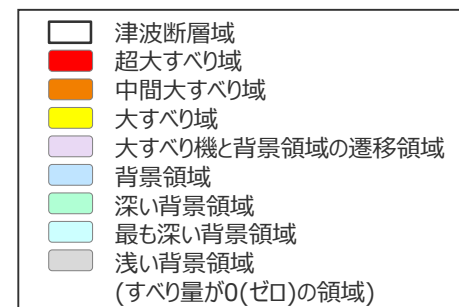 津波断層域
超大すべり域
中間大すべり域
大すべり域
大すべり機と背景領域の遷移領域
背景領域
深い背景領域
最も深い背景領域
浅い背景領域
(すべり量が0(ゼロ)の領域)